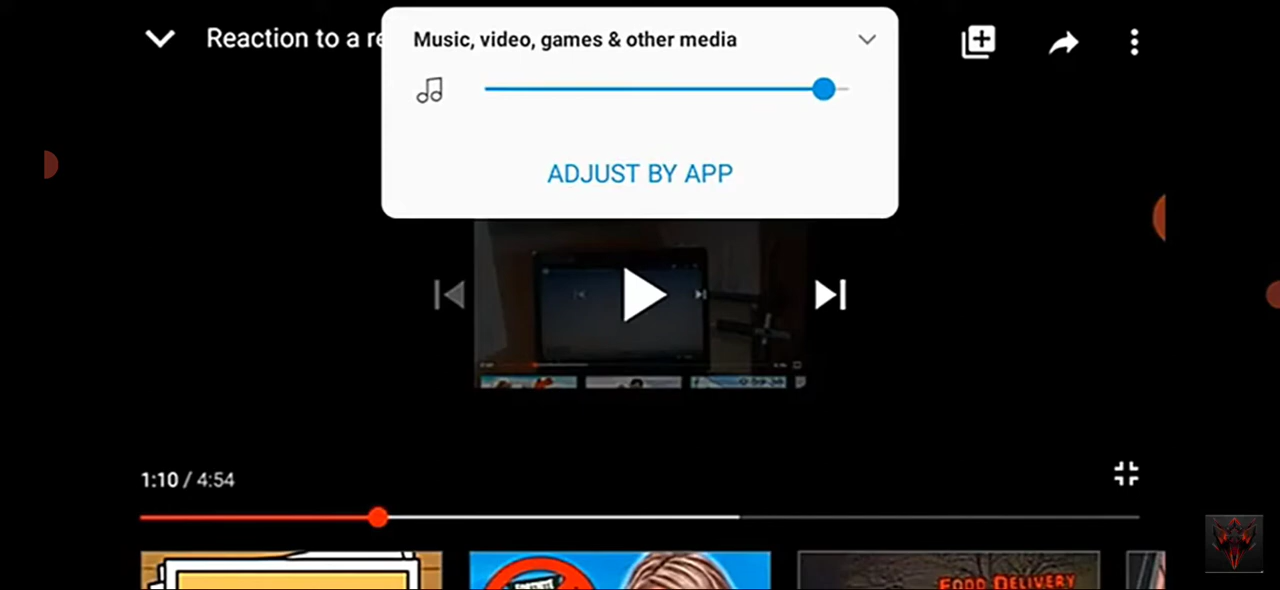 Reaction to a re
Music, video, games & other media
ADJUST BY APP
1:10 / 4:54
FOOD DELIVERY